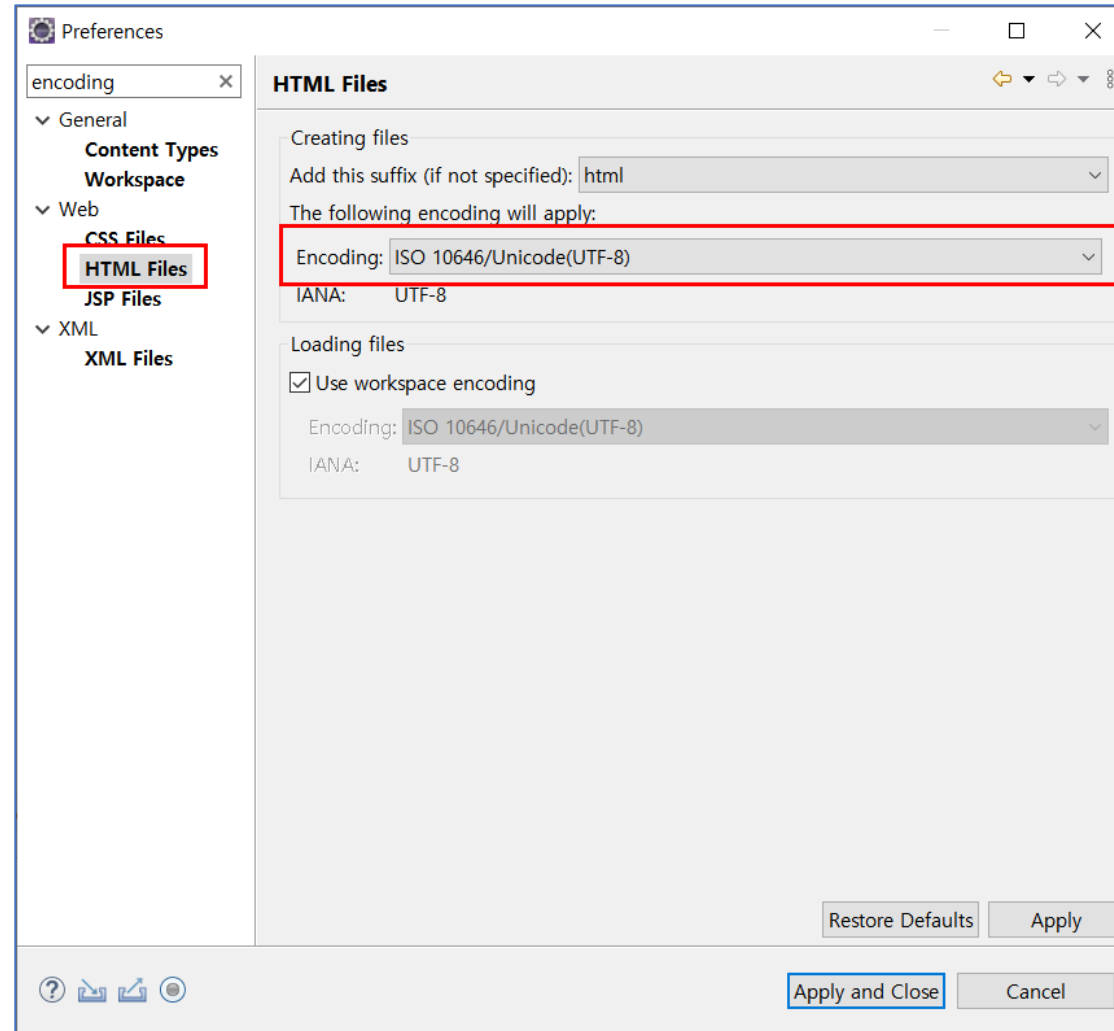 Preferences
encoding
General
Content Types
Workspace
Web
CSS Files
HTML Files
JSP Files
XML
XML Files
HTML Files
Creating files
Add this suffix (if not specified): html
The following encoding will apply:
Encoding: ISO 10646/Unicode(UTF-8)
IANA: UTF-8
Loading files
Use workspace encoding
Encoding: ISO 10646/Unicode(UTF-8)
IANA: UTF-8
Restore Defaults Apply
Apply and Close Cancel